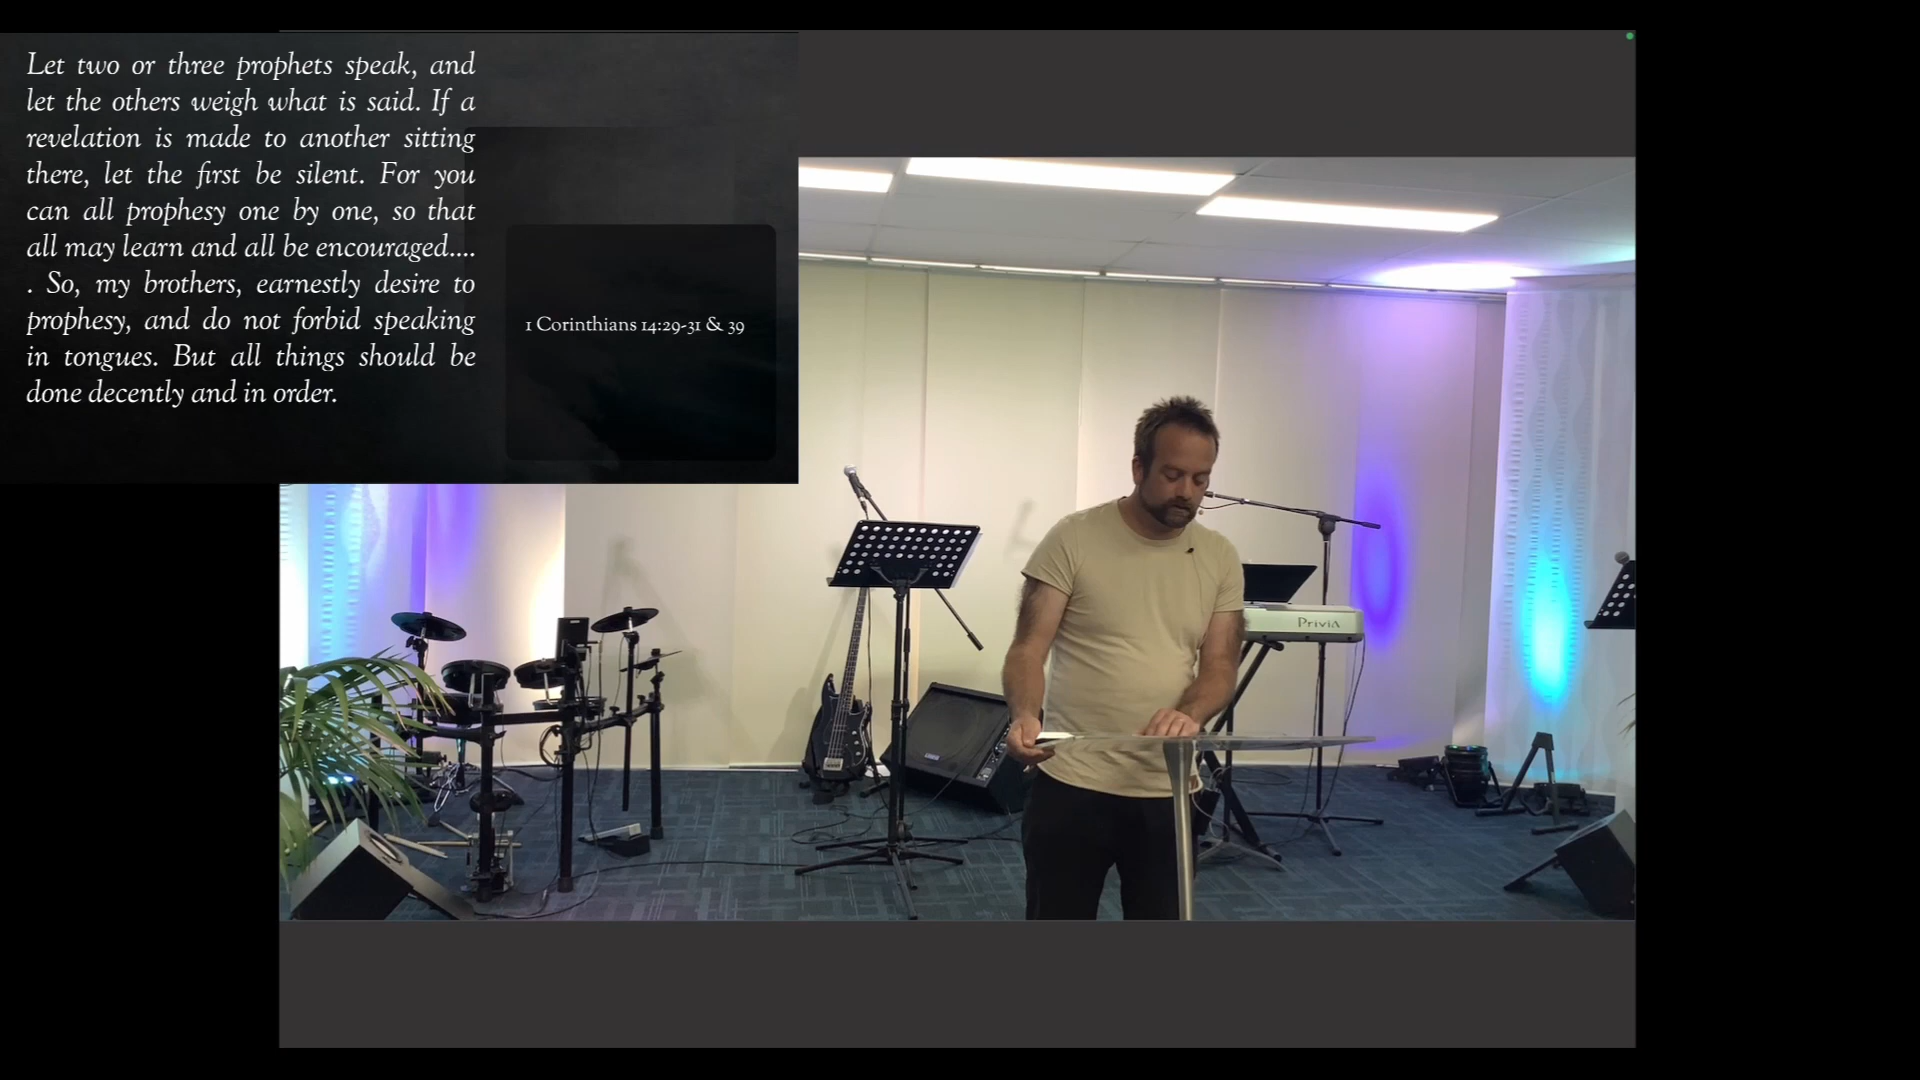 Let two or three prophets speak, and
let the others weigh what is said. If a
revelation is made to another sitting
there, let the first be silent. For you
can all prophesy one by one, so that
all may learn and all be encouraged....
. So, my brothers, earnestly desire to
prophesy, and do not forbid speaking
in tongues. But all things should be
done decently and in order.
1 Corinthians 14:29-31 & 39
Privia